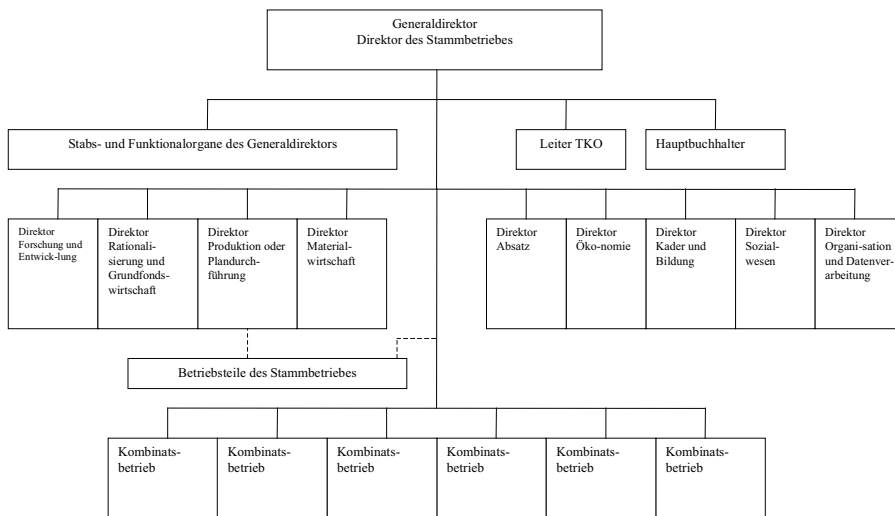 Generaldirektor
Direktor des Stammbetriebes
Stabs- und Funktionalorgane des Generaldirektors
Leiter TKO
Hauptbuchhalter
Direktor
Forschung und
Entwick-lung
Direktor
Rationali-
sierung und
Grundfonds-
wirtschaft
Direktor
Produktion oder
Plandurch-
führung
Direktor
Material-
wirtschaft
Direktor
Absatz
Direktor
Öko-nomie
Direktor
Kader und
Bildung
Direktor
Sozial-
wesen
Direktor
Organi-sation
und Datenver-
arbeitung
Betriebsteile des Stammbetriebes
Kombinats-
betrieb
Kombinats-
betrieb
Kombinats-
betrieb
Kombinats-
betrieb
Kombinats-
betrieb
Kombinats-
betrieb